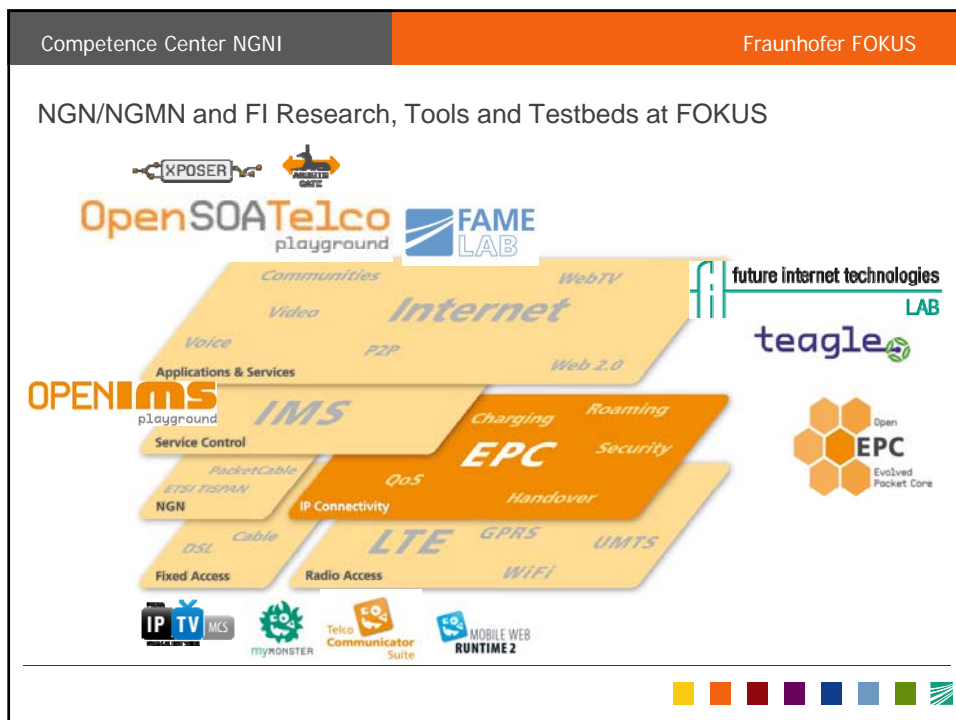 Competence Center NGNI
Fraunhofer FOKUS
NGN/NGMN and FI Research, Tools and Testbeds at FOKUS
XPOSER
GATE
OpenSOATelco
playground
FAME
LAB
future internet technologies
LAB
teagle
Communities
WebTV
Video
Internet
Voice
P2P
Web 2.0
Applications & Services
OPENIMS
playground
IMS
Service Control
Charging
Roaming
EPC
Security
QoS
Handover
IP Connectivity
PacketCable
ETSI TISPAN
NGN
Open
EPC
Evolved
Packet Core
DSL
Cable
Fixed Access
LTE
GPRS
UMTS
WiFi
Radio Access
IP TV MCS
myMONSTER
Telco
Communicator
Suite
MOBILE WEB
RUNTIME 2